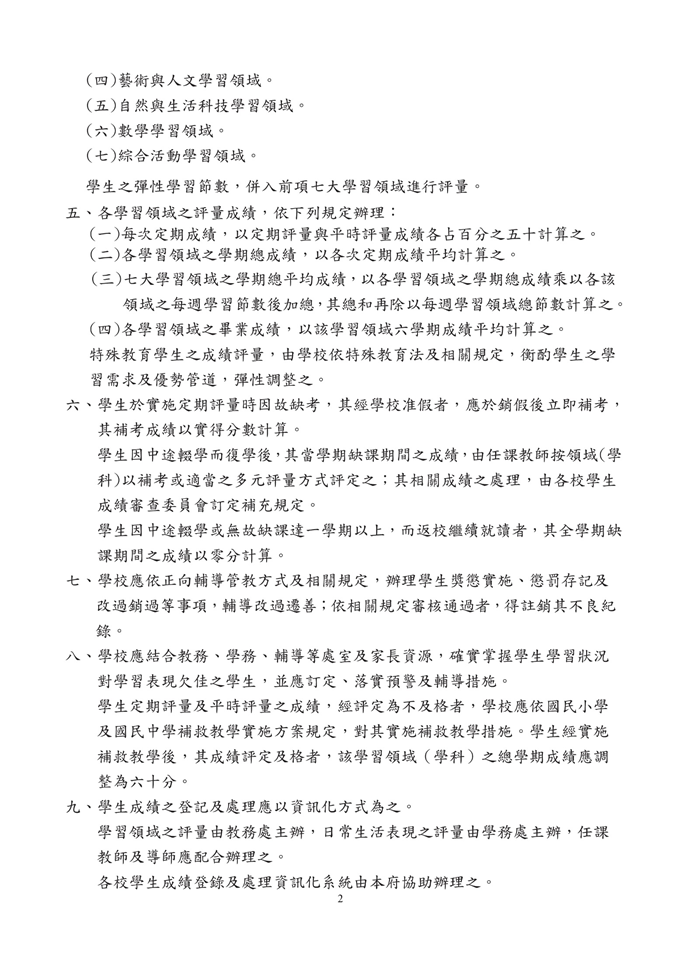 (四)藝術與人文學習領域。
(五)自然與生活科技學習領域。
(六)數學學習領域。
(七)綜合活動學習領域。
學生之彈性學習節數，併入前項七大學習領域進行評量。
五、各學習領域之評量成績，依下列規定辦理：
(一)每次定期成績，以定期評量與平時評量成績各占百分之五十計算之。
(二)各學習領域之學期總成績，以各次定期成績平均計算之。
(三)七大學習領域之學期總平均成績，以各學習領域之學期總成績乘以各該
領域之每週學習節數後加總，其總和再除以每週學習領域總節數計算之。
(四)各學習領域之畢業成績，以該學習領域六學期成績平均計算之。
特殊教育學生之成績評量，由學校依特殊教育法及相關規定，衡酌學生之學
習需求及優勢管道，彈性調整之。
六、學生於實施定期評量時因故缺考，其經學校准假者，應於銷假後立即補考，
其補考成績以實得分數計算。
學生因中途輟學而復學後，其當學期缺課期間之成績，由任課教師按領域(學
科)以補考或適當之多元評量方式評定之；其相關成績之處理，由各校學生
成績審查委員會訂定補充規定。
學生因中途輟學或無故缺課達一學期以上，而返校繼續就讀者，其全學期缺
課期間之成績以零分計算。
七、學校應依正向輔導管教方式及相關規定，辦理學生獎懲實施、懲罰存記及
改過銷過等事項，輔導改過遷善；依相關規定審核通過者，得註銷其不良紀
錄。
八、學校應結合教務、學務、輔導等處室及家長資源，確實掌握學生學習狀況
對學習表現欠佳之學生，並應訂定、落實預警及輔導措施。
學生定期評量及平時評量之成績，經評定為不及格者，學校應依國民小學
及國民中學補救教學實施方案規定，對其實施補救教學措施。學生經實施
補救教學後，其成績評定及格者，該學習領域（學科）之總學期成績應調
整為六十分。
九、學生成績之登記及處理應以資訊化方式為之。
學習領域之評量由教務處主辦，日常生活表現之評量由學務處主辦，任課
教師及導師應配合辦理之。
各校學生成績登錄及處理資訊化系統由本府協助辦理之。
2